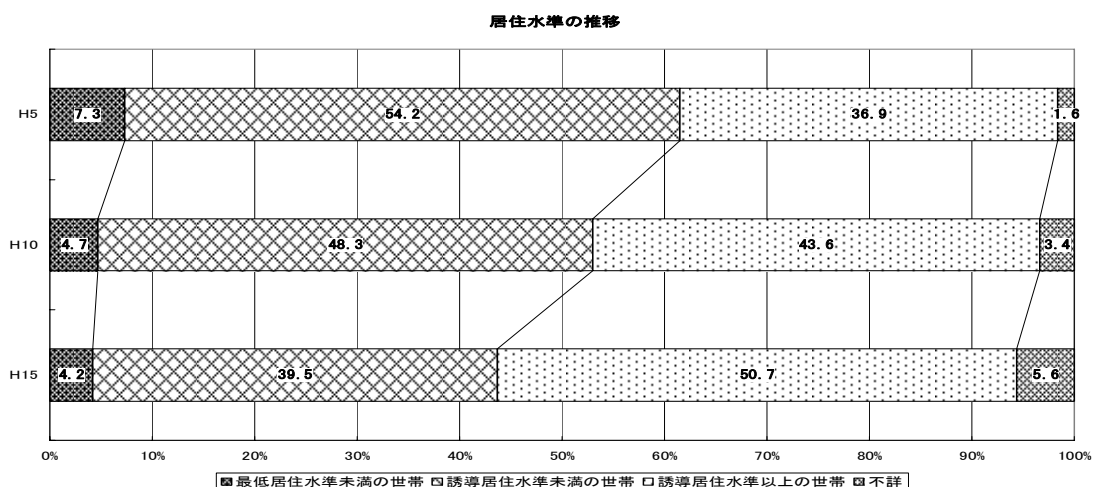 居住水準の推移
H5 7.3 54.2 36.9 1.6
H10 4.7 48.3 43.6 3.4
H15 4.2 39.5 50.7 5.6
0% 10% 20% 30% 40% 50% 60% 70% 80% 90% 100%
最低居住水準未満の世帯 誘導居住水準未満の世帯 誘導居住水準以上の世帯 不詳